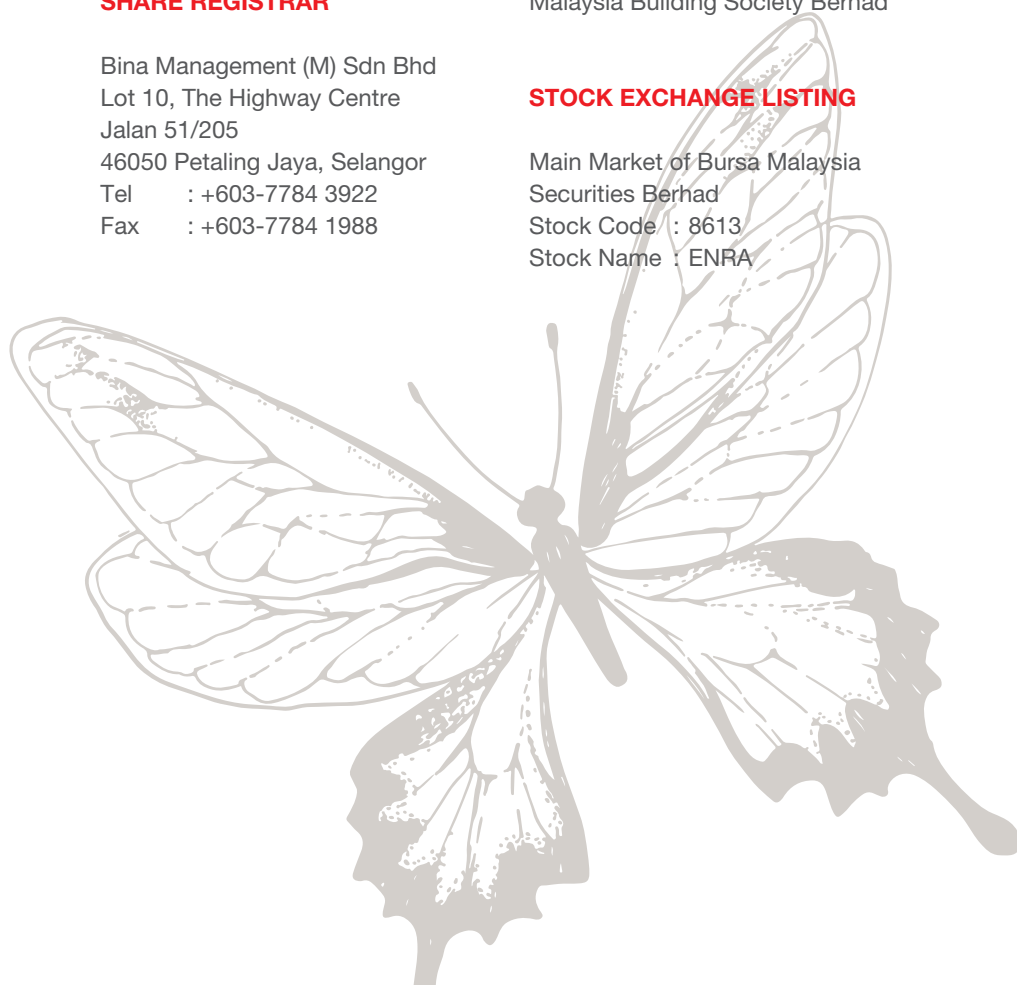 SHARE REGISTRAR
Bina Management (M) Sdn Bhd
Lot 10, The Highway Centre
Jalan 51/205
46050 Petaling Jaya, Selangor
Tel : +603-7784 3922
Fax : +603-7784 1988
Malaysia Building Society Berhad
STOCK EXCHANGE LISTING
Main Market of Bursa Malaysia
Securities Berhad
Stock Code : 8613
Stock Name : ENRA